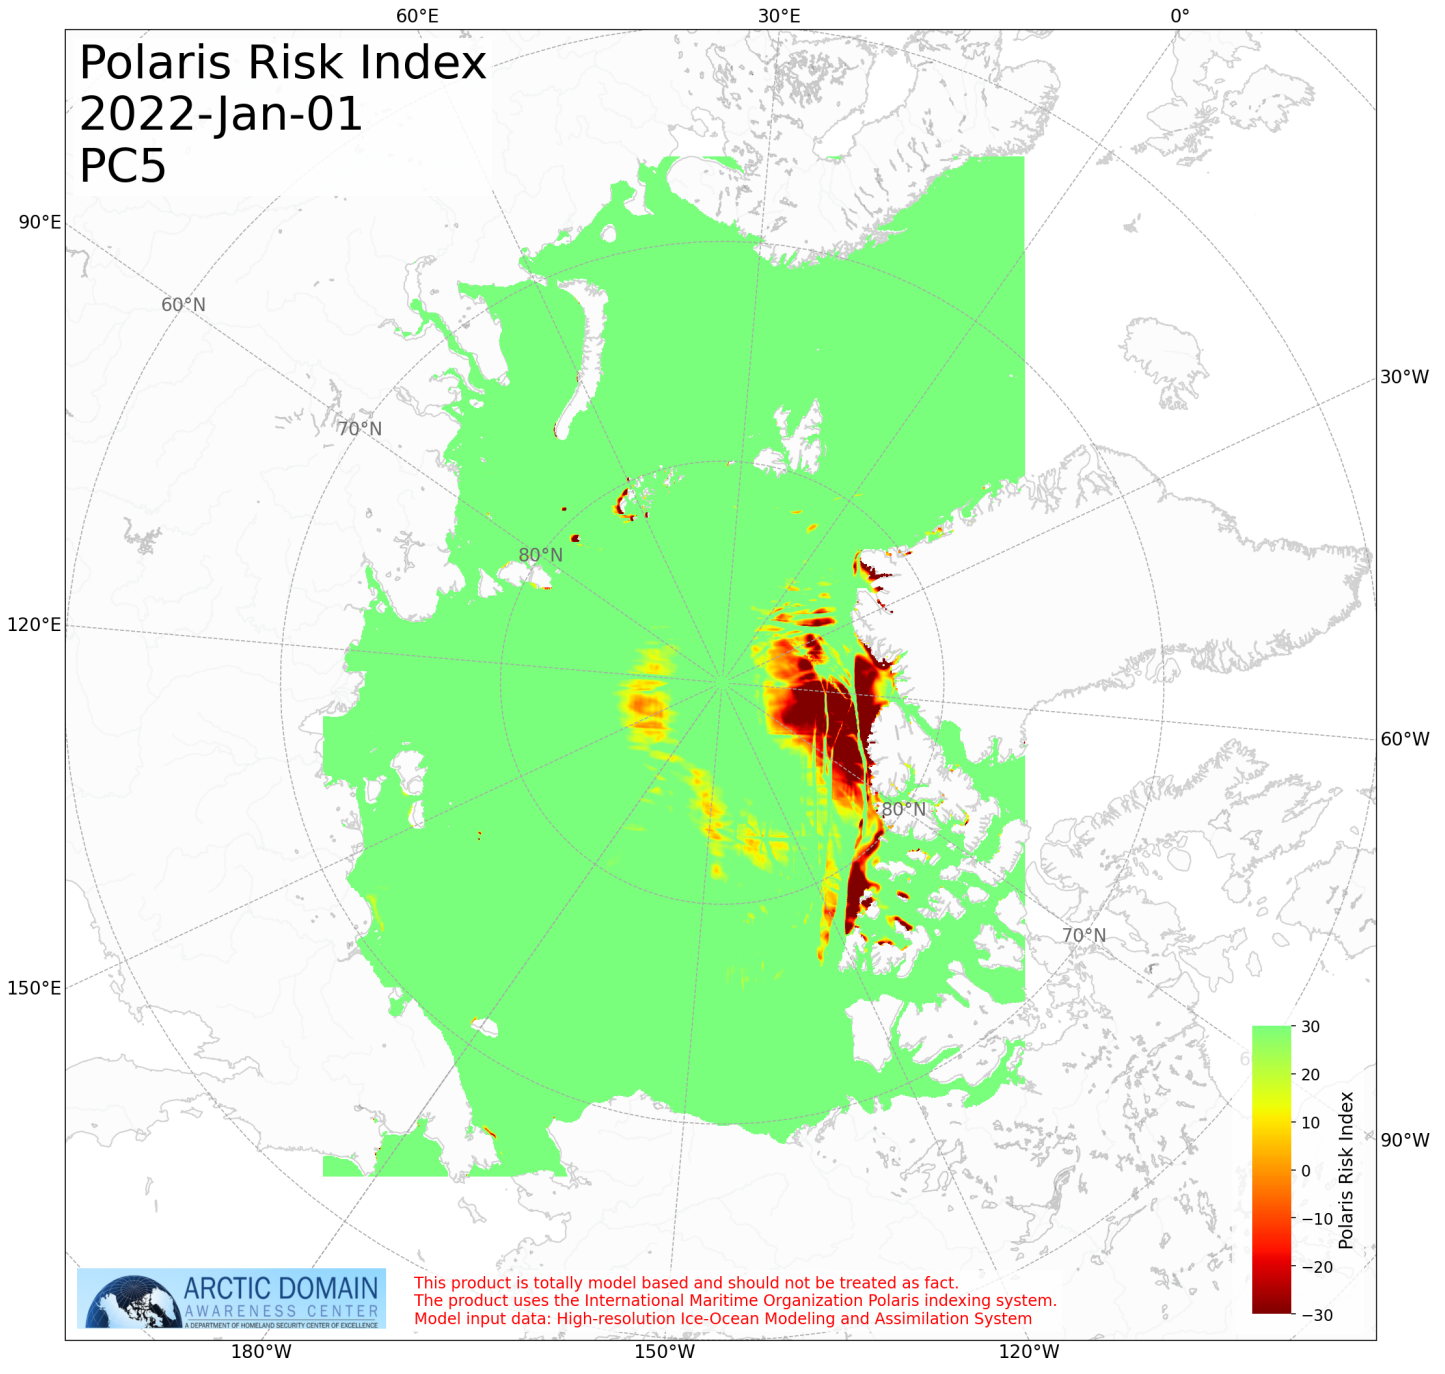 60°E
30°E
0°
Polaris Risk Index
2022-Jan-01
PC5
90°E
60°N
30°W
70°N
80°N
120°E
60°W
80°N
70°N
150°E
30
20
10
0
−10
−20
−30
Polaris Risk Index
90°W
ARCTIC DOMAIN
AWARENESS CENTER
A DEPARTMENT OF HOMELAND SECURITY CENTER OF EXCELLENCE
This product is totally model based and should not be treated as fact.
The product uses the International Maritime Organization Polaris indexing system.
Model input data: High-resolution Ice-Ocean Modeling and Assimilation System
180°W
150°W
120°W